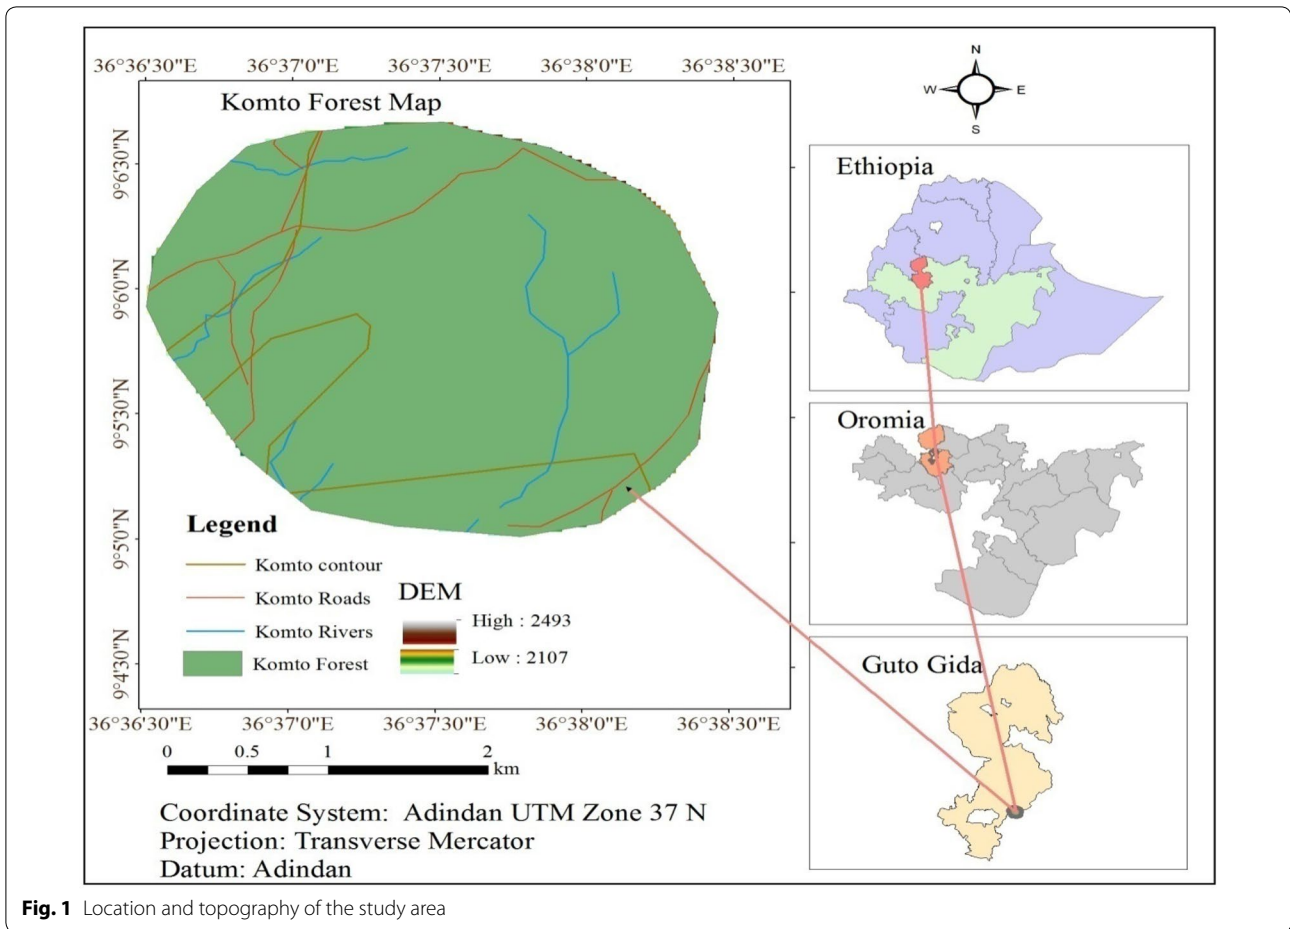 36°36'30"E 36°37'0"E 36°37'30"E 36°38'0"E 36°38'30"E
Komto Forest Map
9°6'30"N
9°6'0"N
9°5'30"N
9°5'0"N
9°4'30"N
Legend
Komto contour
Komto Roads
Komto Rivers
Komto Forest
DEM
High : 2493
Low : 2107
36°36'30"E 36°37'0"E 36°37'30"E 36°38'0"E 36°38'30"E
0 0.5 1 2
km
Coordinate System: Adindan UTM Zone 37 N
Projection: Transverse Mercator
Datum: Adindan
N
W E
S
Ethiopia
Oromia
Guto Gida
Fig. 1 Location and topography of the study area